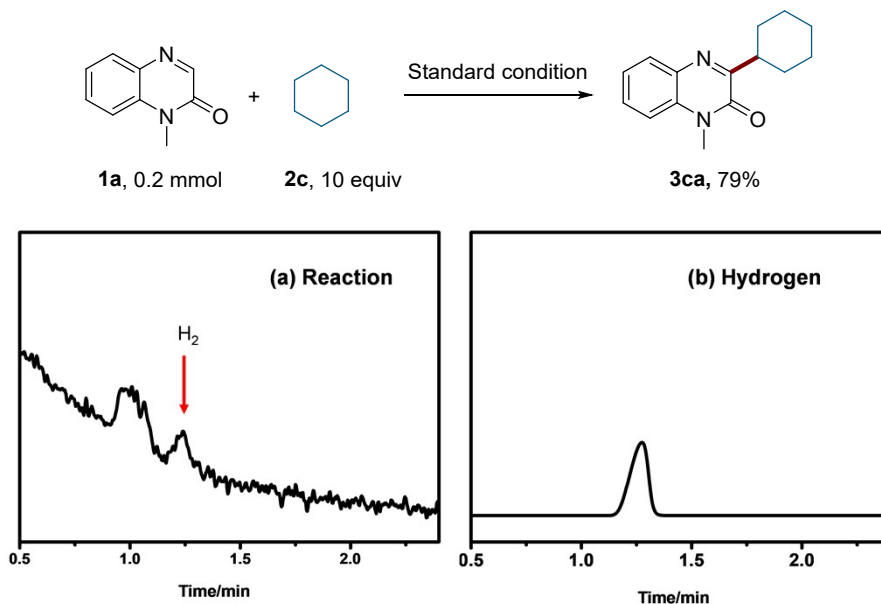 N
N
O
+
Standard condition
N
N
O
1a, 0.2 mmol
2c, 10 equiv
3ca, 79%
(a) Reaction
H2
0.5
1.0
1.5
2.0
Time/min
(b) Hydrogen
0.5
1.0
1.5
2.0
Time/min